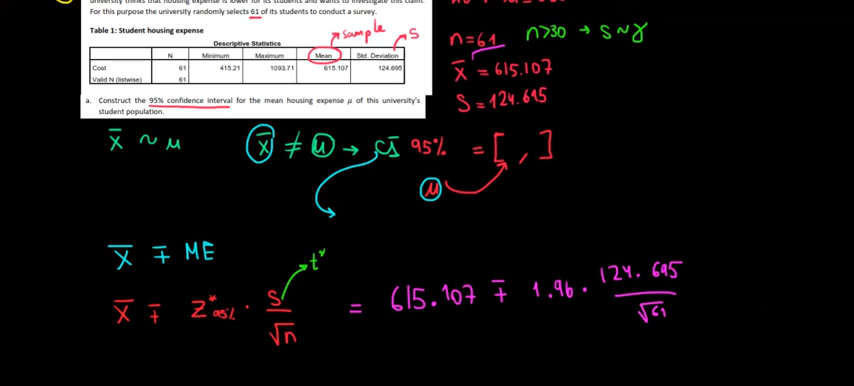 university thinks that housing expense is lower for its students and wants to investigate this claim.
For this purpose the university randomly selects 61 of its students to conduct a survey.
Table 1: Student housing expense
sample
S
Descriptive Statistics
N Minimum Maximum Mean Std. Deviation
Cost 61 415.21 1093.71 615.107 124.695
Valid N (listwise) 61
a. Construct the 95% confidence interval for the mean housing expense μ of this university's
student population.
n=61 n>30 → S~γ
x̄ = 615.107
S = 124.695
x̄ ~ μ x̄ ≠ μ → CI 95% = [ , ]
μ
x̄ ∓ ME
t*
x̄ ∓ Z*95% · S/√n = 615.107 ∓ 1.96 · 124.695/√61